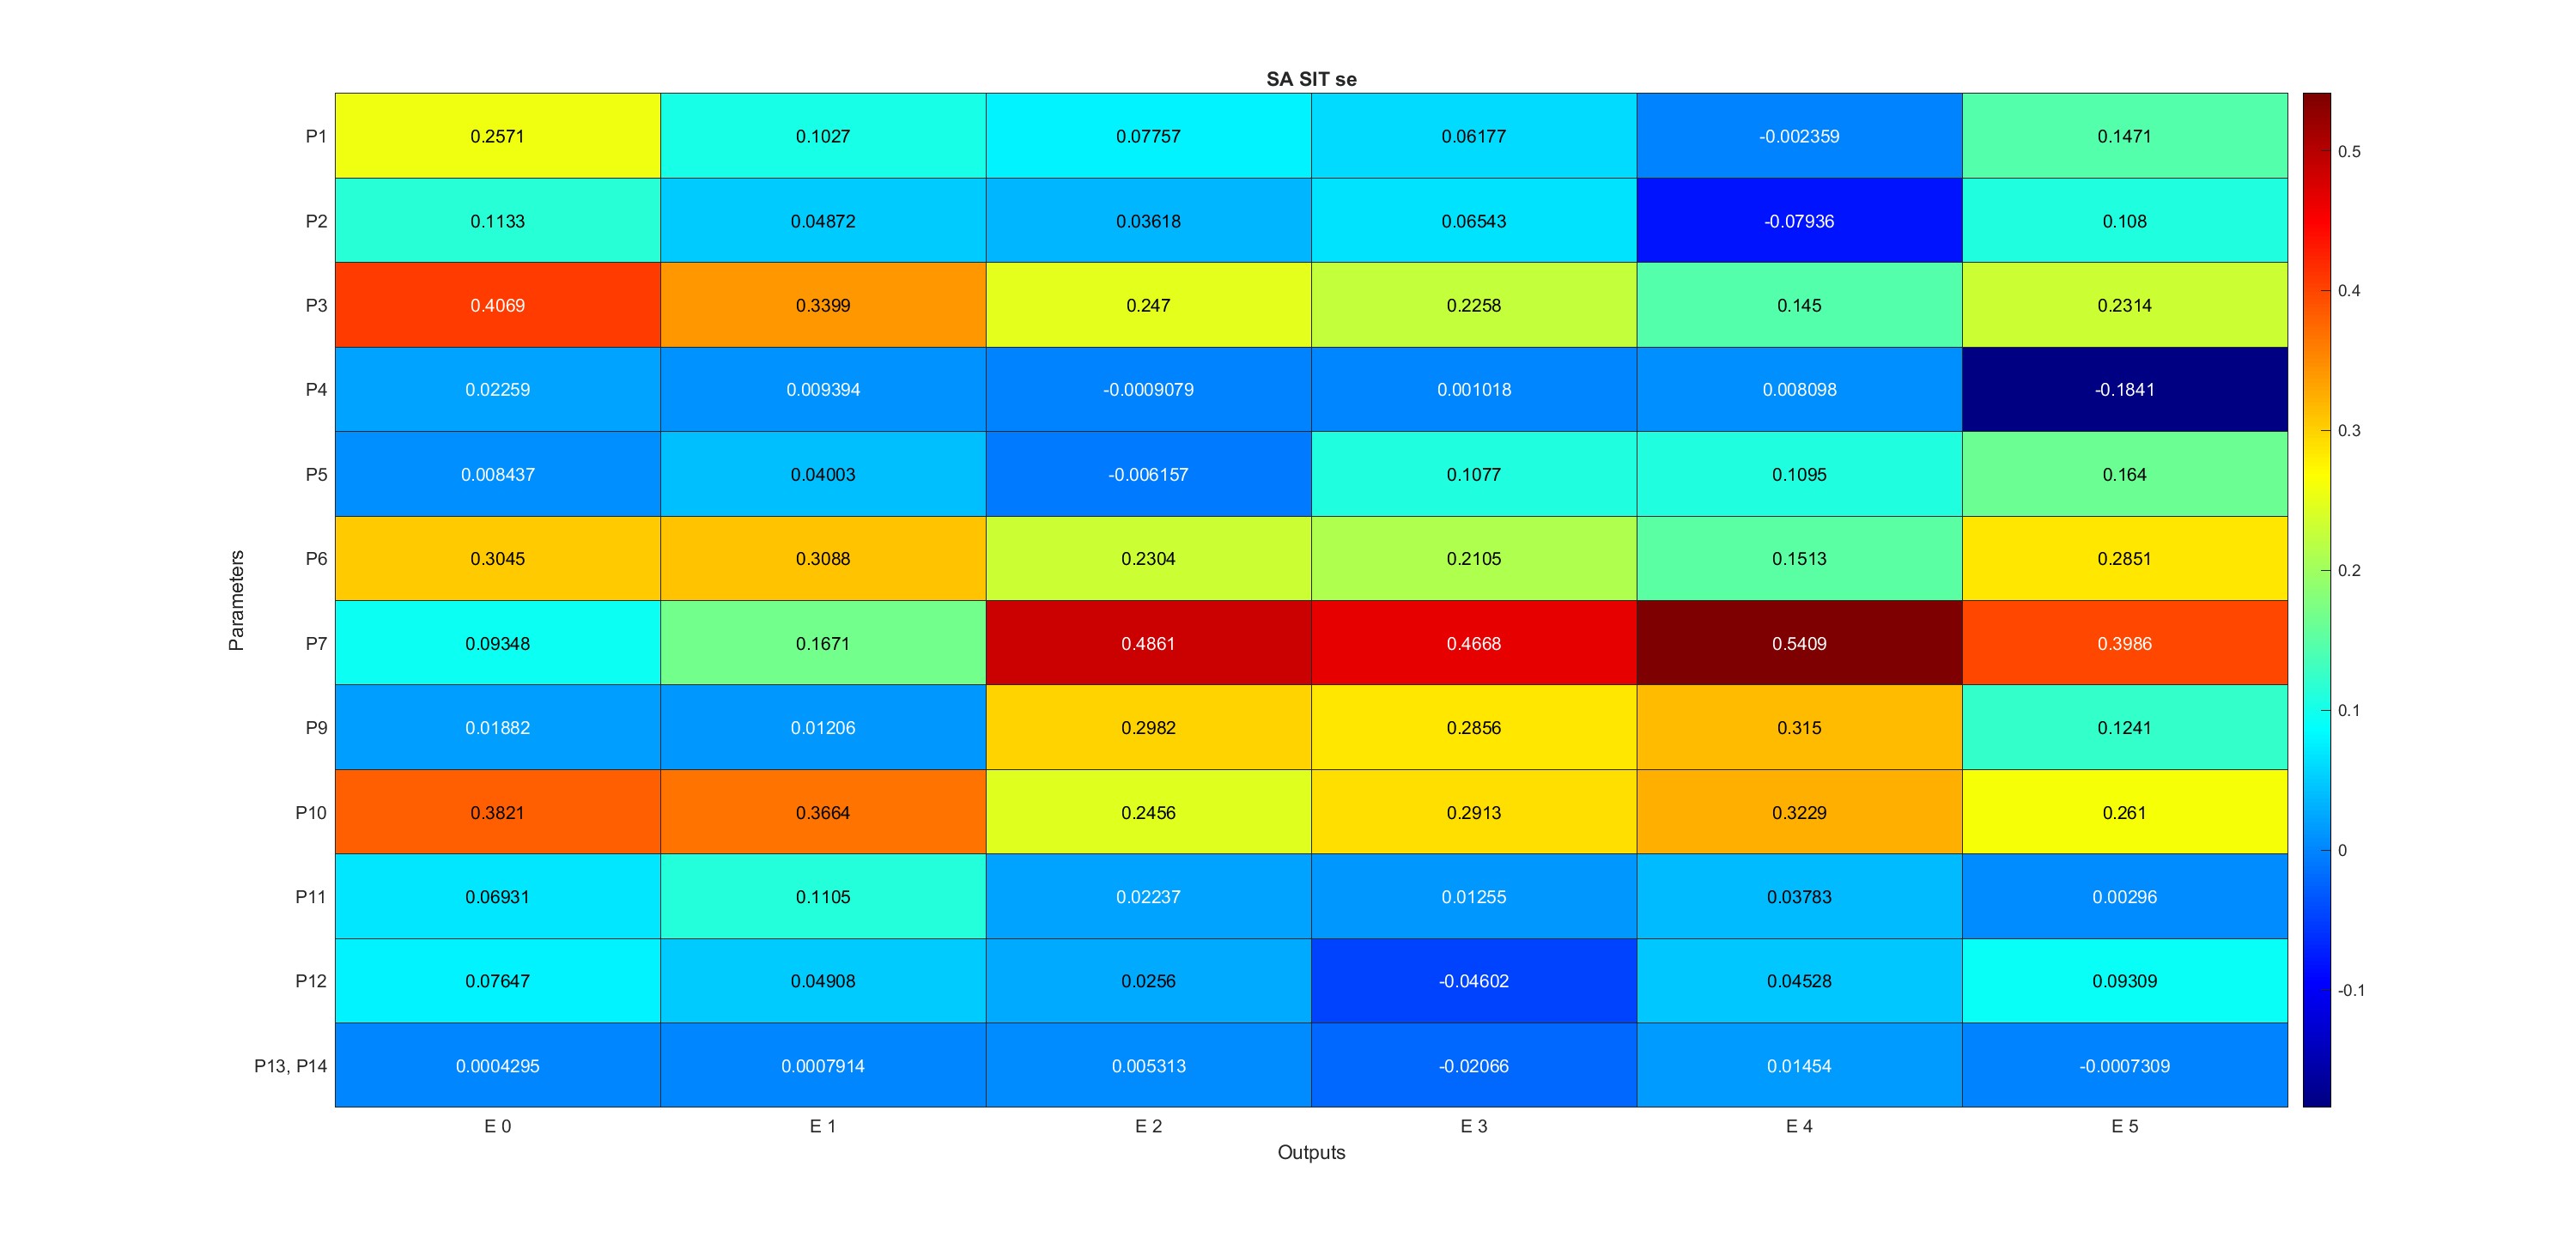 SA SIT se
P1 0.2571 0.1027 0.07757 0.06177 -0.002359 0.1471
P2 0.1133 0.04872 0.03618 0.06543 -0.07936 0.108
P3 0.4069 0.3399 0.247 0.2258 0.145 0.2314
P4 0.02259 0.009394 -0.0009079 0.001018 0.008098 -0.1841
P5 0.008437 0.04003 -0.006157 0.1077 0.1095 0.164
P6 0.3045 0.3088 0.2304 0.2105 0.1513 0.2851
P7 0.09348 0.1671 0.4861 0.4668 0.5409 0.3986
P9 0.01882 0.01206 0.2982 0.2856 0.315 0.1241
P10 0.3821 0.3664 0.2456 0.2913 0.3229 0.261
P11 0.06931 0.1105 0.02237 0.01255 0.03783 0.00296
P12 0.07647 0.04908 0.0256 -0.04602 0.04528 0.09309
P13, P14 0.0004295 0.0007914 0.005313 -0.02066 0.01454 -0.0007309
E 0 E 1 E 2 E 3 E 4 E 5
Outputs
Parameters
0.5
0.4
0.3
0.2
0.1
0
-0.1